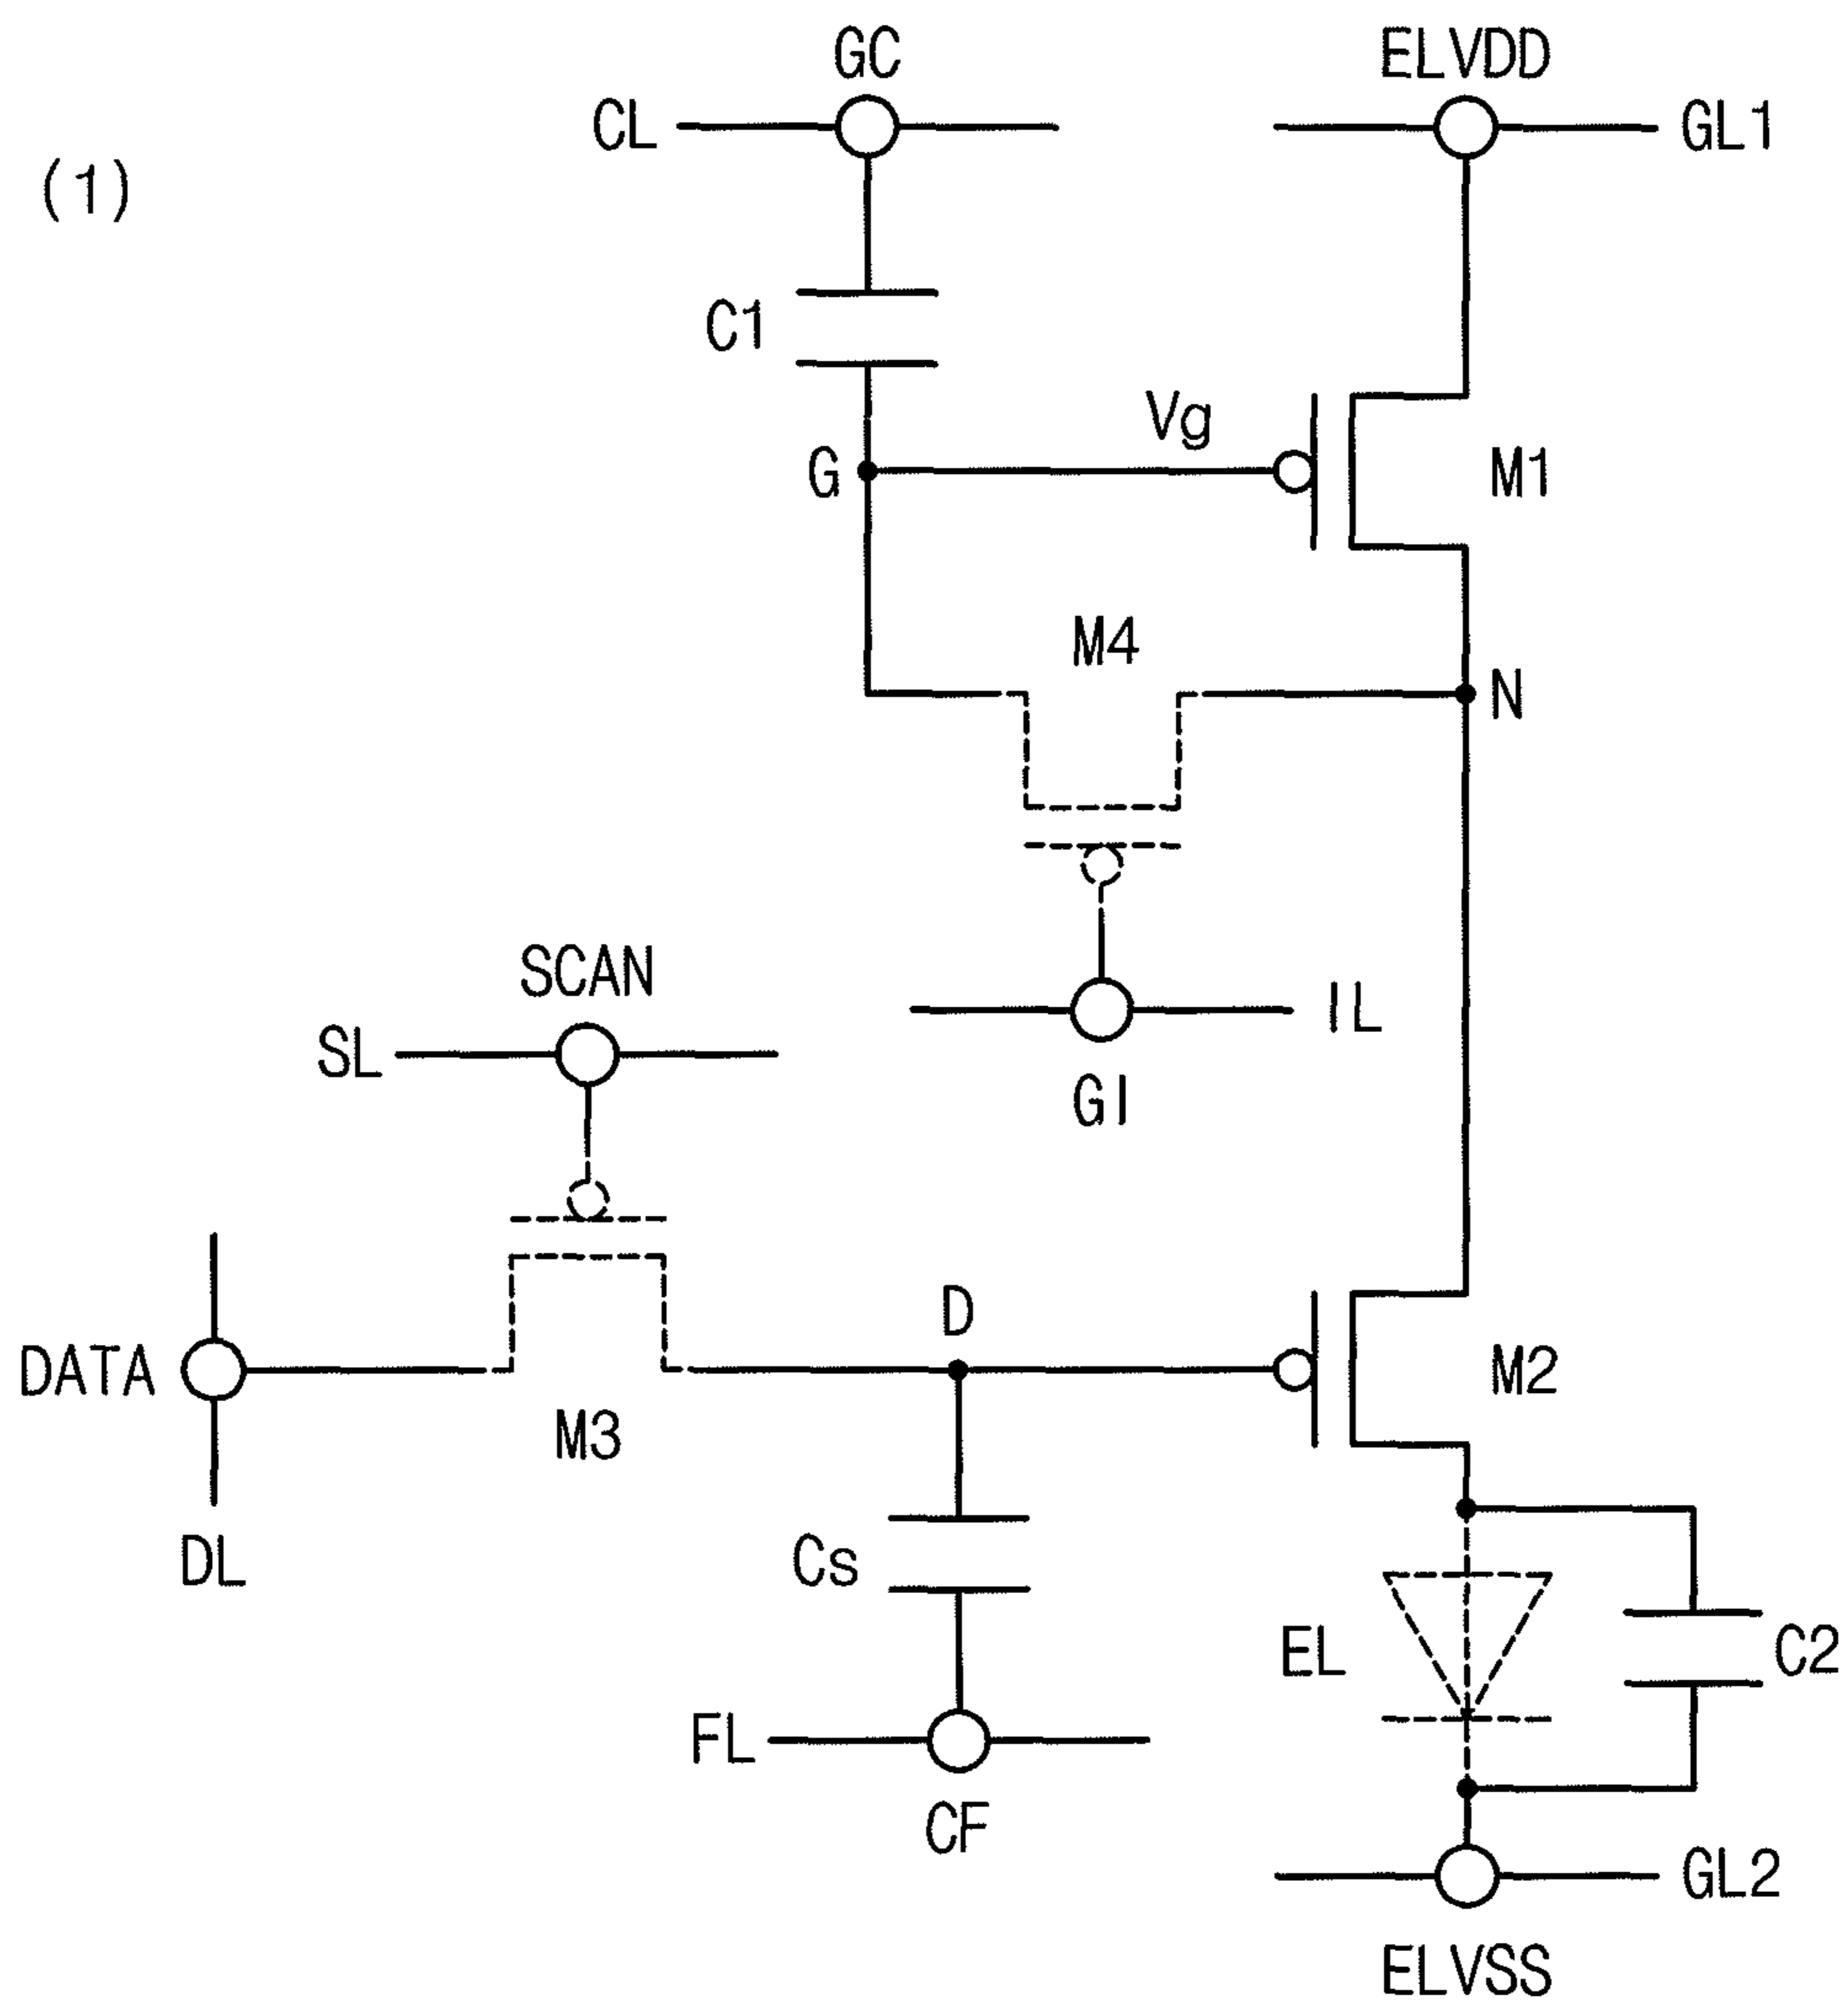 GC
ELVDD
CL
GL1
(1)
C1
Vg
G
M1
M4
N
SCAN
IL
SL
GI
D
DATA
M2
M3
DL
Cs
EL
C2
FL
CF
GL2
ELVSS